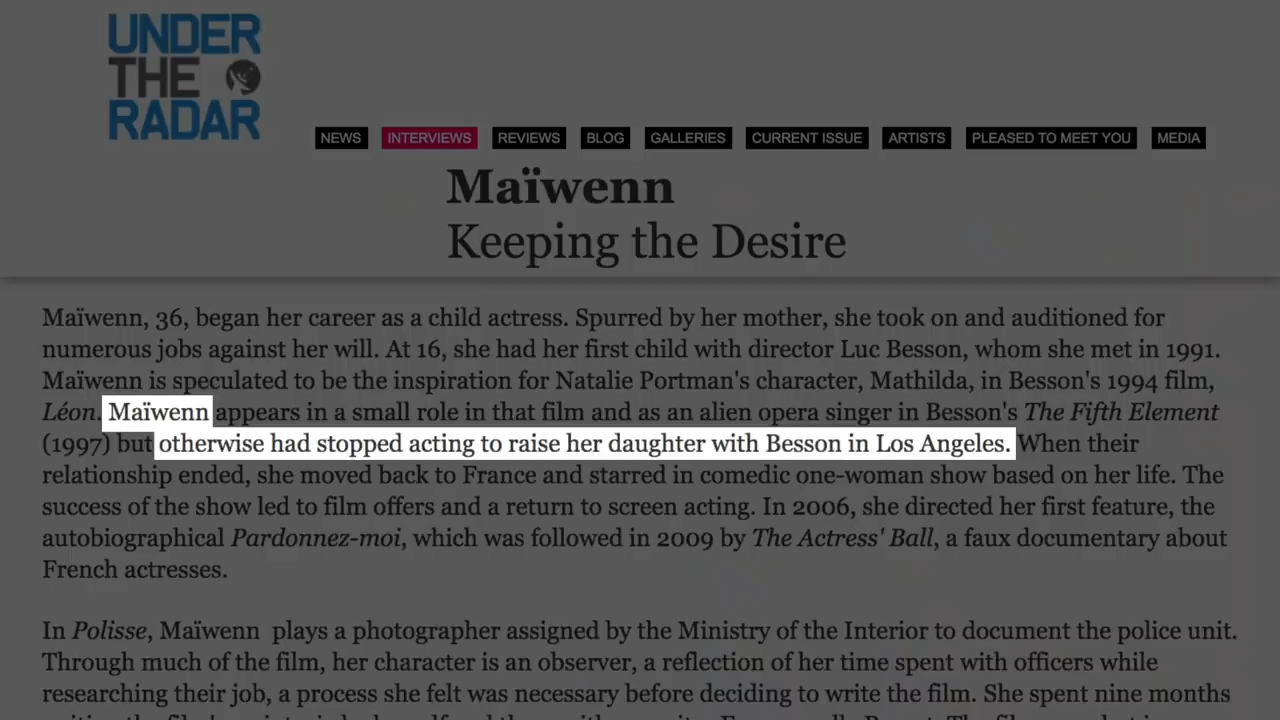 UNDER
THE
RADAR
NEWS INTERVIEWS REVIEWS BLOG GALLERIES CURRENT ISSUE ARTISTS PLEASED TO MEET YOU MEDIA
Maïwenn
Keeping the Desire
Maïwenn, 36, began her career as a child actress. Spurred by her mother, she took on and auditioned for
numerous jobs against her will. At 16, she had her first child with director Luc Besson, whom she met in 1991.
Maïwenn is speculated to be the inspiration for Natalie Portman's character, Mathilda, in Besson's 1994 film,
Léon. Maïwenn appears in a small role in that film and as an alien opera singer in Besson's The Fifth Element
(1997) but otherwise had stopped acting to raise her daughter with Besson in Los Angeles. When their
relationship ended, she moved back to France and starred in comedic one-woman show based on her life. The
success of the show led to film offers and a return to screen acting. In 2006, she directed her first feature, the
autobiographical Pardonnez-moi, which was followed in 2009 by The Actress' Ball, a faux documentary about
French actresses.
In Polisse, Maïwenn plays a photographer assigned by the Ministry of the Interior to document the police unit.
Through much of the film, her character is an observer, a reflection of her time spent with officers while
researching their job, a process she felt was necessary before deciding to write the film. She spent nine months